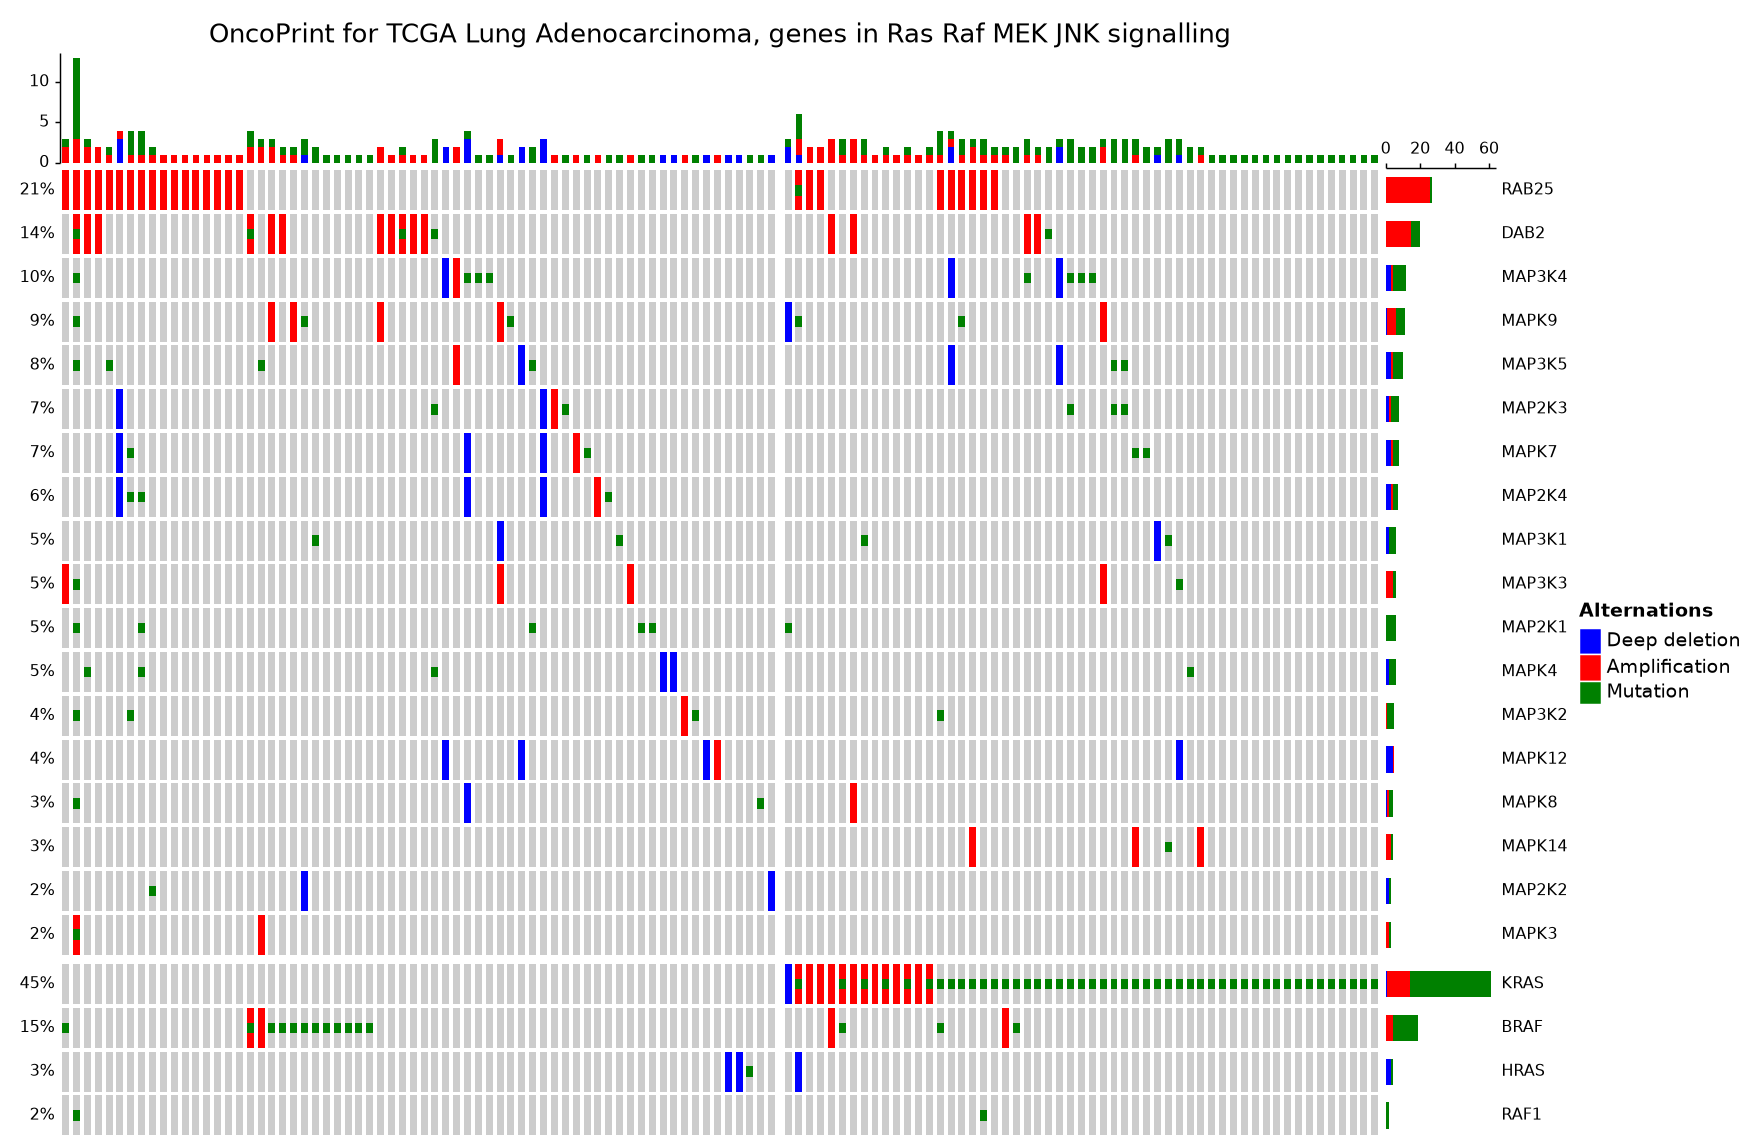 OncoPrint for TCGA Lung Adenocarcinoma, genes in Ras Raf MEK JNK signalling
10
5
0
0 20 40 60
21% RAB25
14% DAB2
10% MAP3K4
9% MAPK9
8% MAP3K5
7% MAP2K3
7% MAPK7
6% MAP2K4
5% MAP3K1
5% MAP3K3
Alternations
5% MAP2K1
Deep deletion
Amplification
5% MAPK4
Mutation
4% MAP3K2
4% MAPK12
3% MAPK8
3% MAPK14
2% MAP2K2
2% MAPK3
45% KRAS
15% BRAF
3% HRAS
2% RAF1